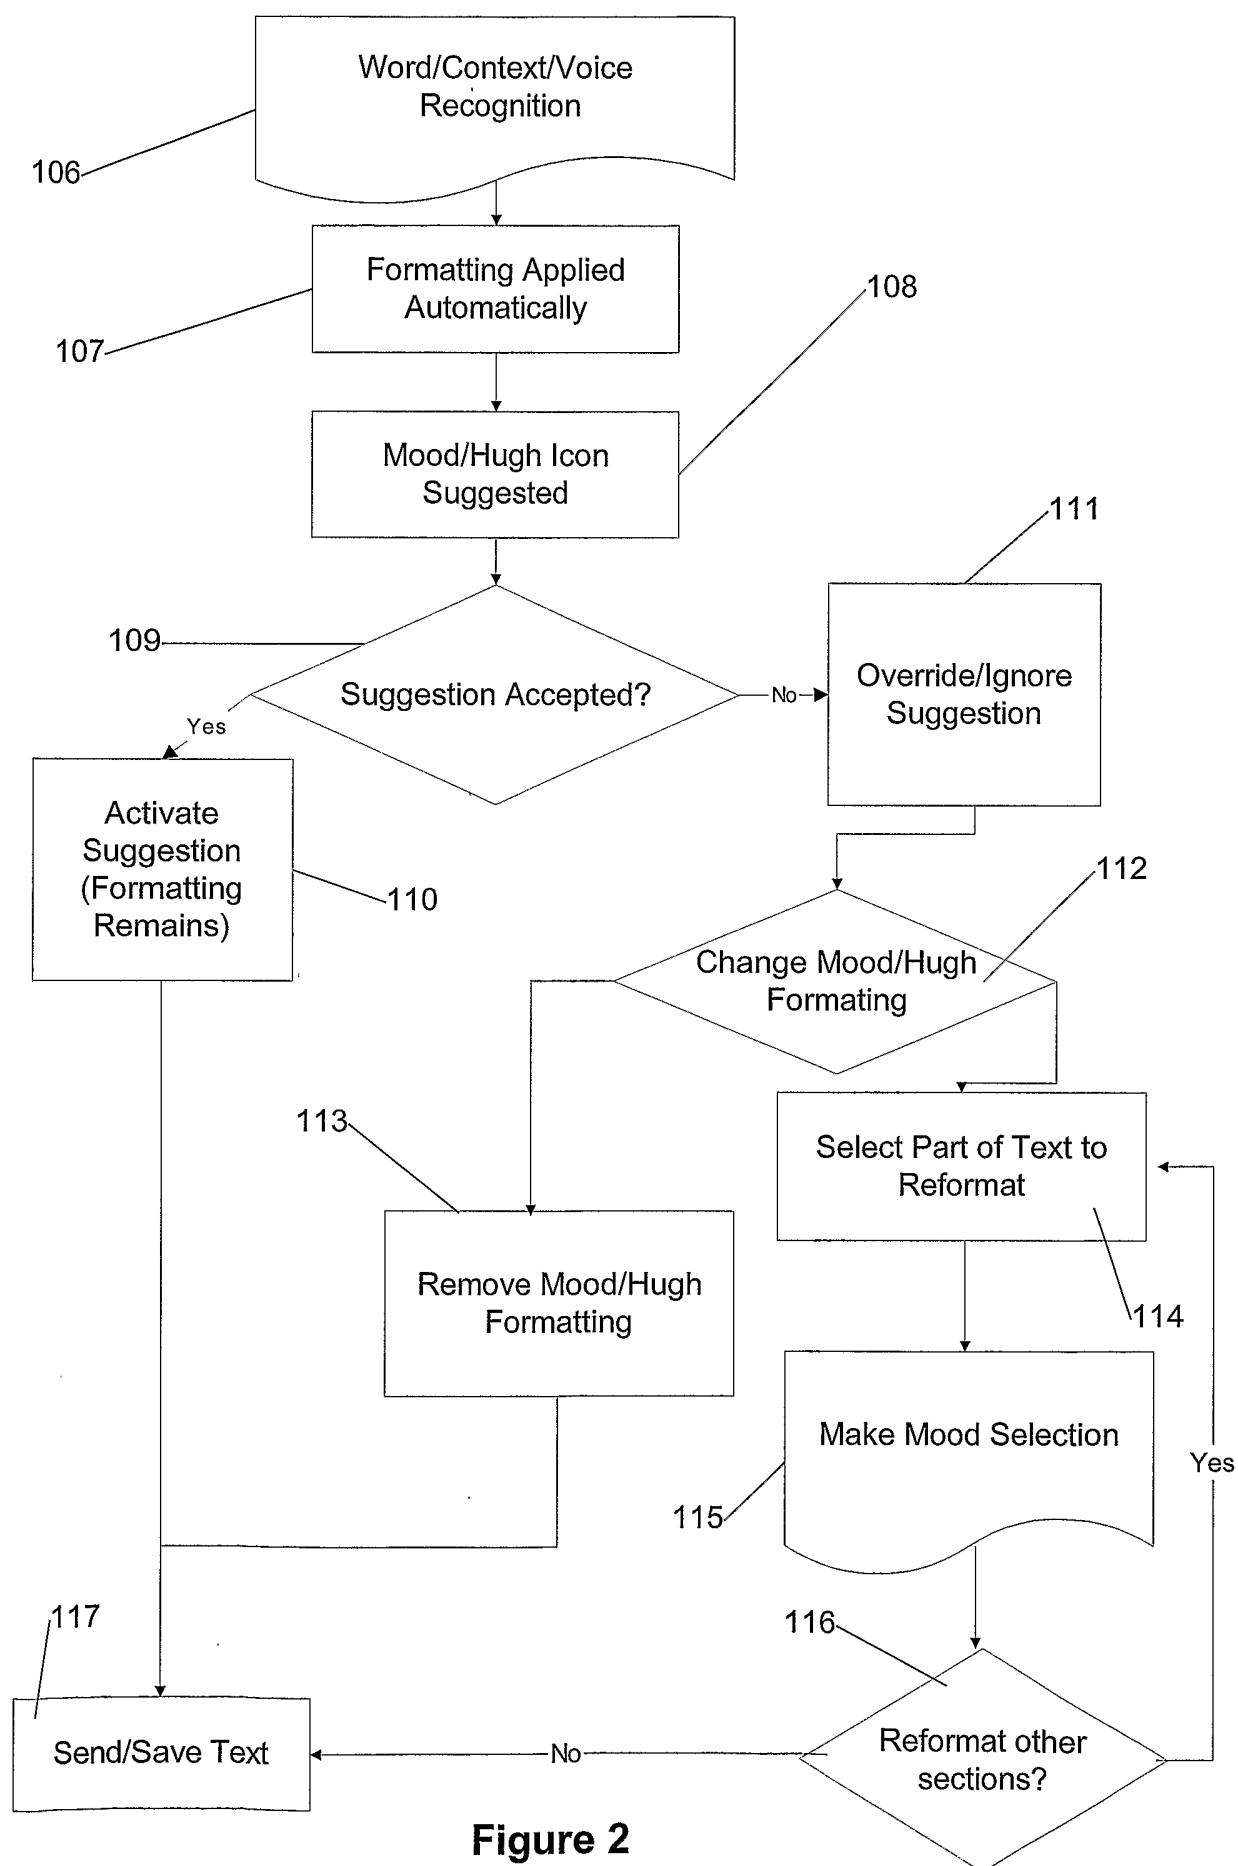 Word/Context/Voice
Recognition
106
Formatting Applied
Automatically
107
108
Mood/Hugh Icon
Suggested
111
109
Suggestion Accepted?
No
Override/Ignore
Suggestion
Yes
Activate
Suggestion
(Formatting
Remains)
110
112
Change Mood/Hugh
Formating
113
Select Part of Text to
Reformat
Remove Mood/Hugh
Formatting
114
Make Mood Selection
Yes
115
117
116
Send/Save Text
No
Reformat other
sections?
Figure 2